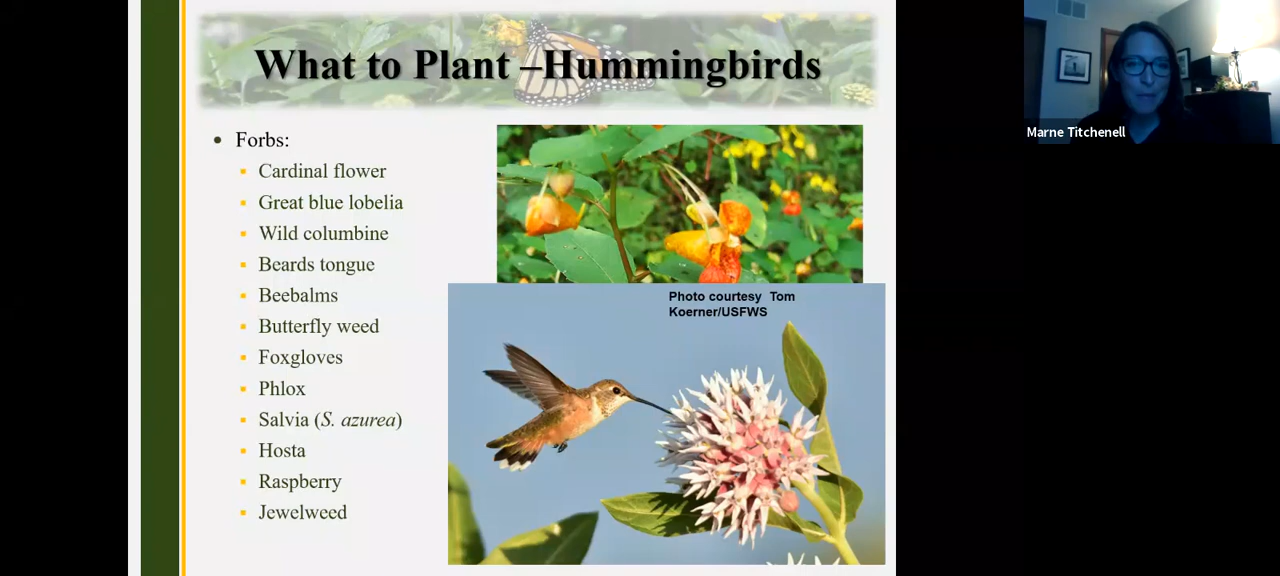 What to Plant –Hummingbirds
Forbs:
Cardinal flower
Great blue lobelia
Wild columbine
Beards tongue
Beebalms
Butterfly weed
Foxgloves
Phlox
Salvia (S. azurea)
Hosta
Raspberry
Jewelweed
Photo courtesy Tom
Koerner/USFWS
Marne Titchenell